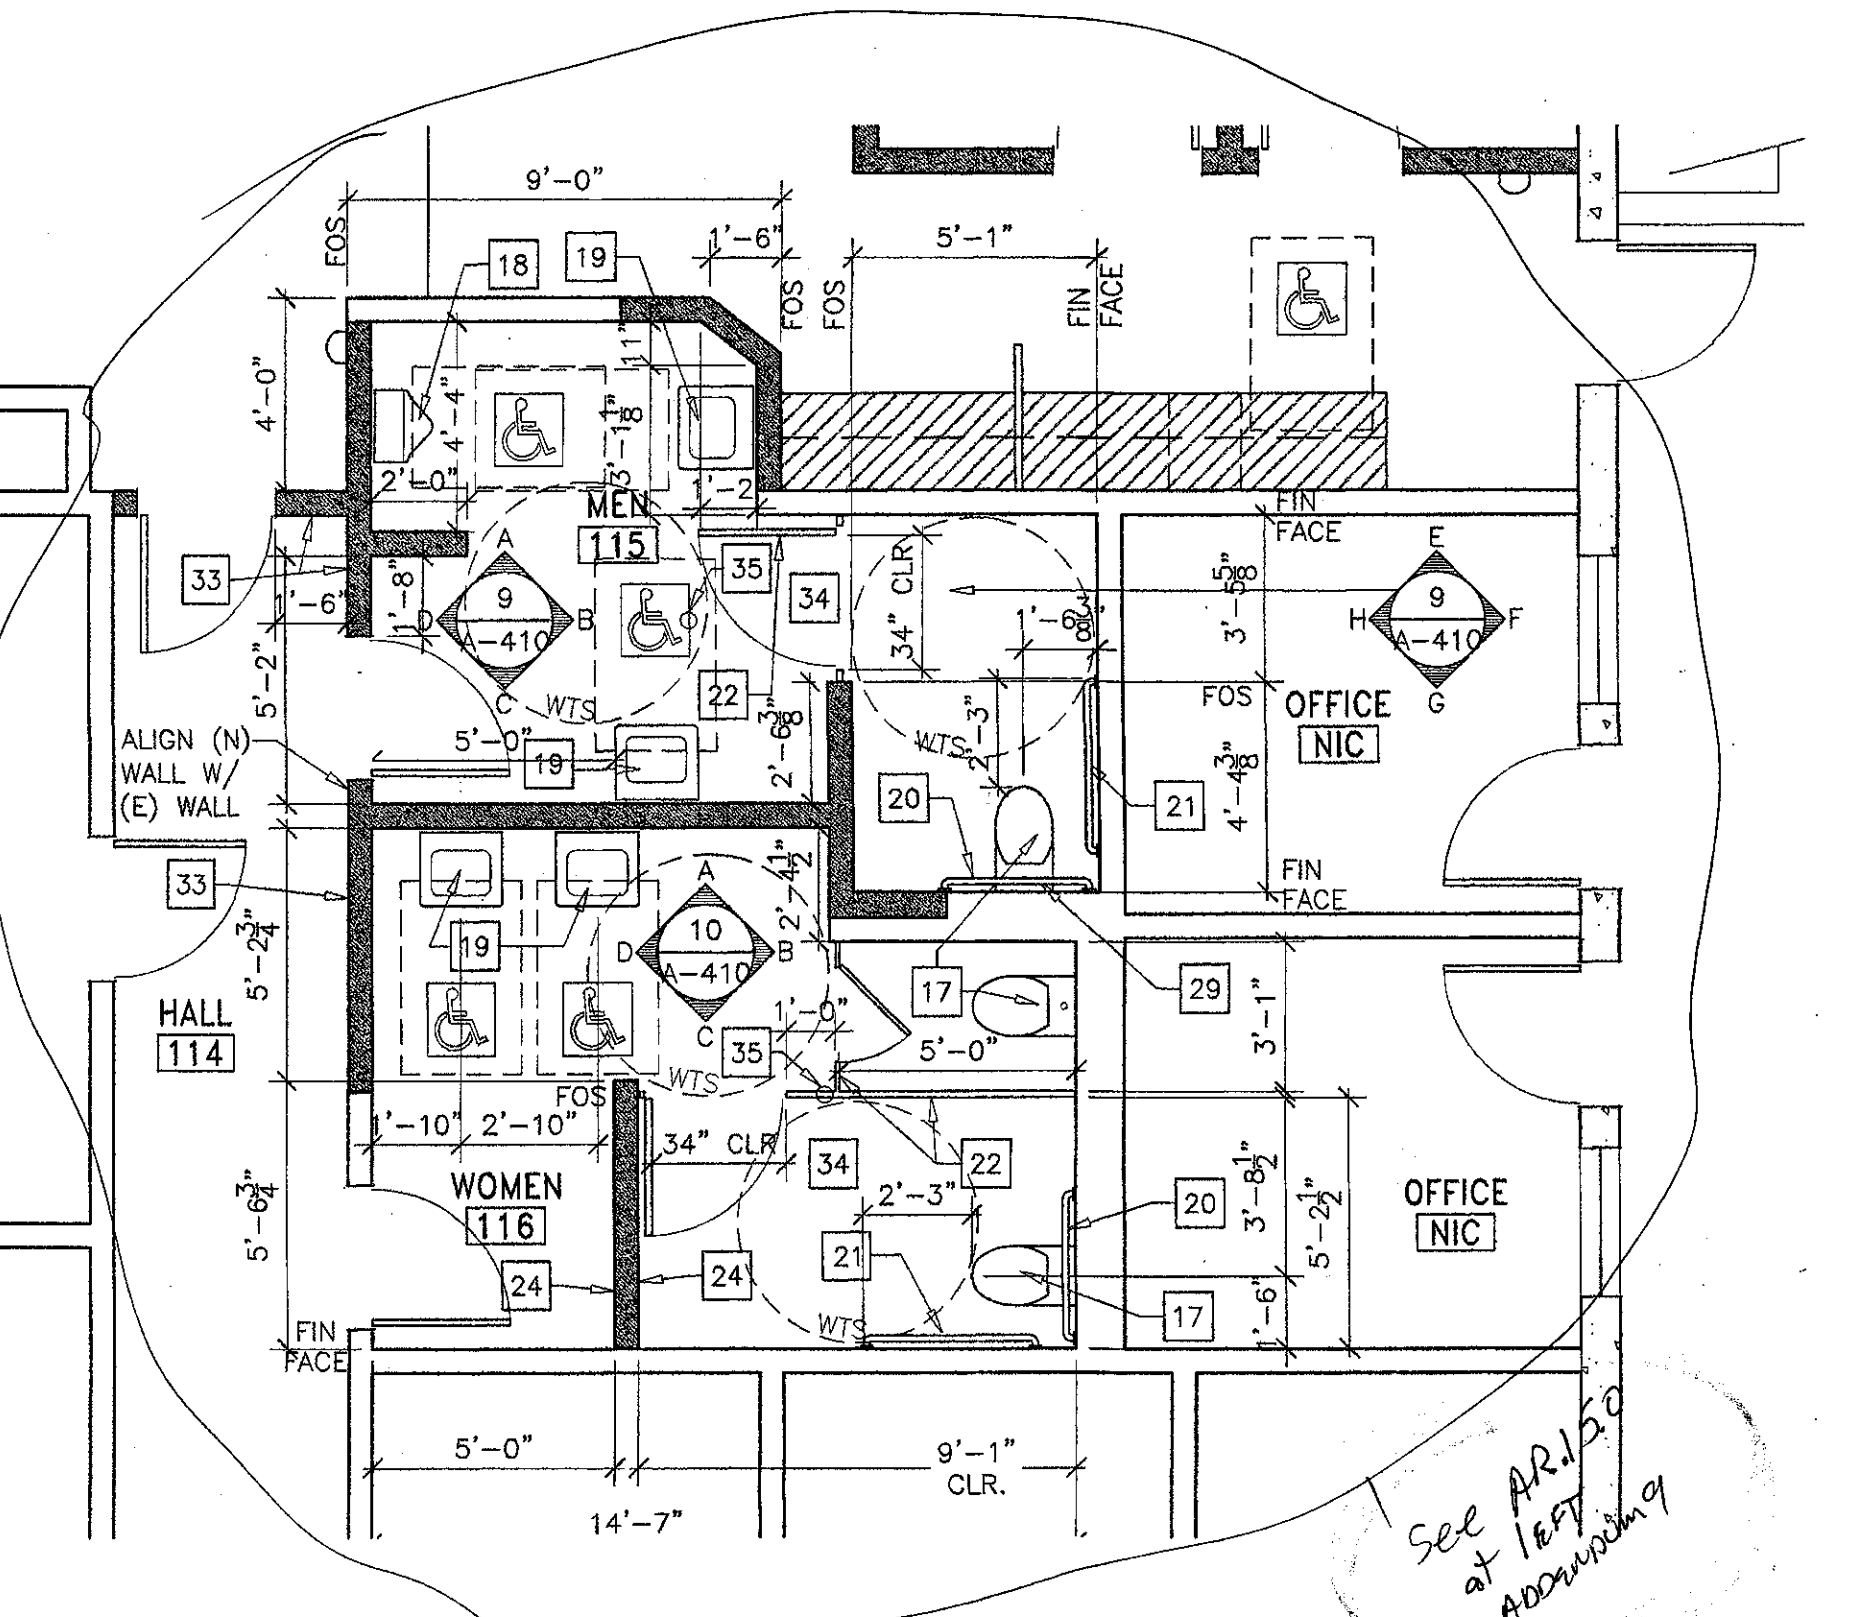 9'-0"
FOS
1'-6"
5'-1"
18
19
FOS
FOS
FIN
FACE
4'-0"
11"
4'-4"
3'-1 1/8"
2'-0"
1'-2
MEN
115
FIN
FACE
33
1'-6"
1'-8"
A
9
D
B
A-410
C
35
34
34" CLR
1'-6 3/8"
3'-5 5/8"
E
9
H
F
A-410
G
5'-2"
22
WTS
FOS
OFFICE
NIC
ALIGN (N)
WALL W/
(E) WALL
5'-0"
19
2'-6 3/8"
WTS
2'-3"
20
21
4'-4 3/8"
33
2'-4 1/2"
FIN
FACE
A
10
D
B
A-410
C
19
5'-2 3/4"
17
29
HALL
114
1'-0"
35
5'-0"
3'-1"
WTS
FOS
1'-10"
2'-10"
34" CLR
34
22
WOMEN
116
2'-3"
20
3'-8 1/2"
5'-2 1/2"
OFFICE
NIC
5'-6 3/4"
24
24
21
17
1'-6"
WTS
FIN
FACE
5'-0"
9'-1"
CLR.
14'-7"
See AR.150
at lEFT
ADDENDUM 9